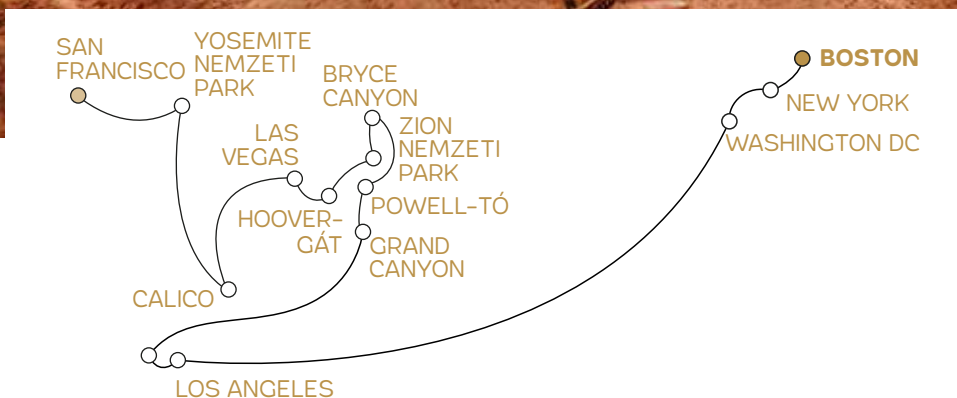 SAN
FRANCISCO
YOSEMITE
NEMZETI
PARK
BRYCE
CANYON
LAS
VEGAS
ZION
NEMZETI
PARK
HOOVER-
GÁT
POWELL-TÓ
GRAND
CANYON
CALICO
LOS ANGELES
BOSTON
NEW YORK
WASHINGTON DC